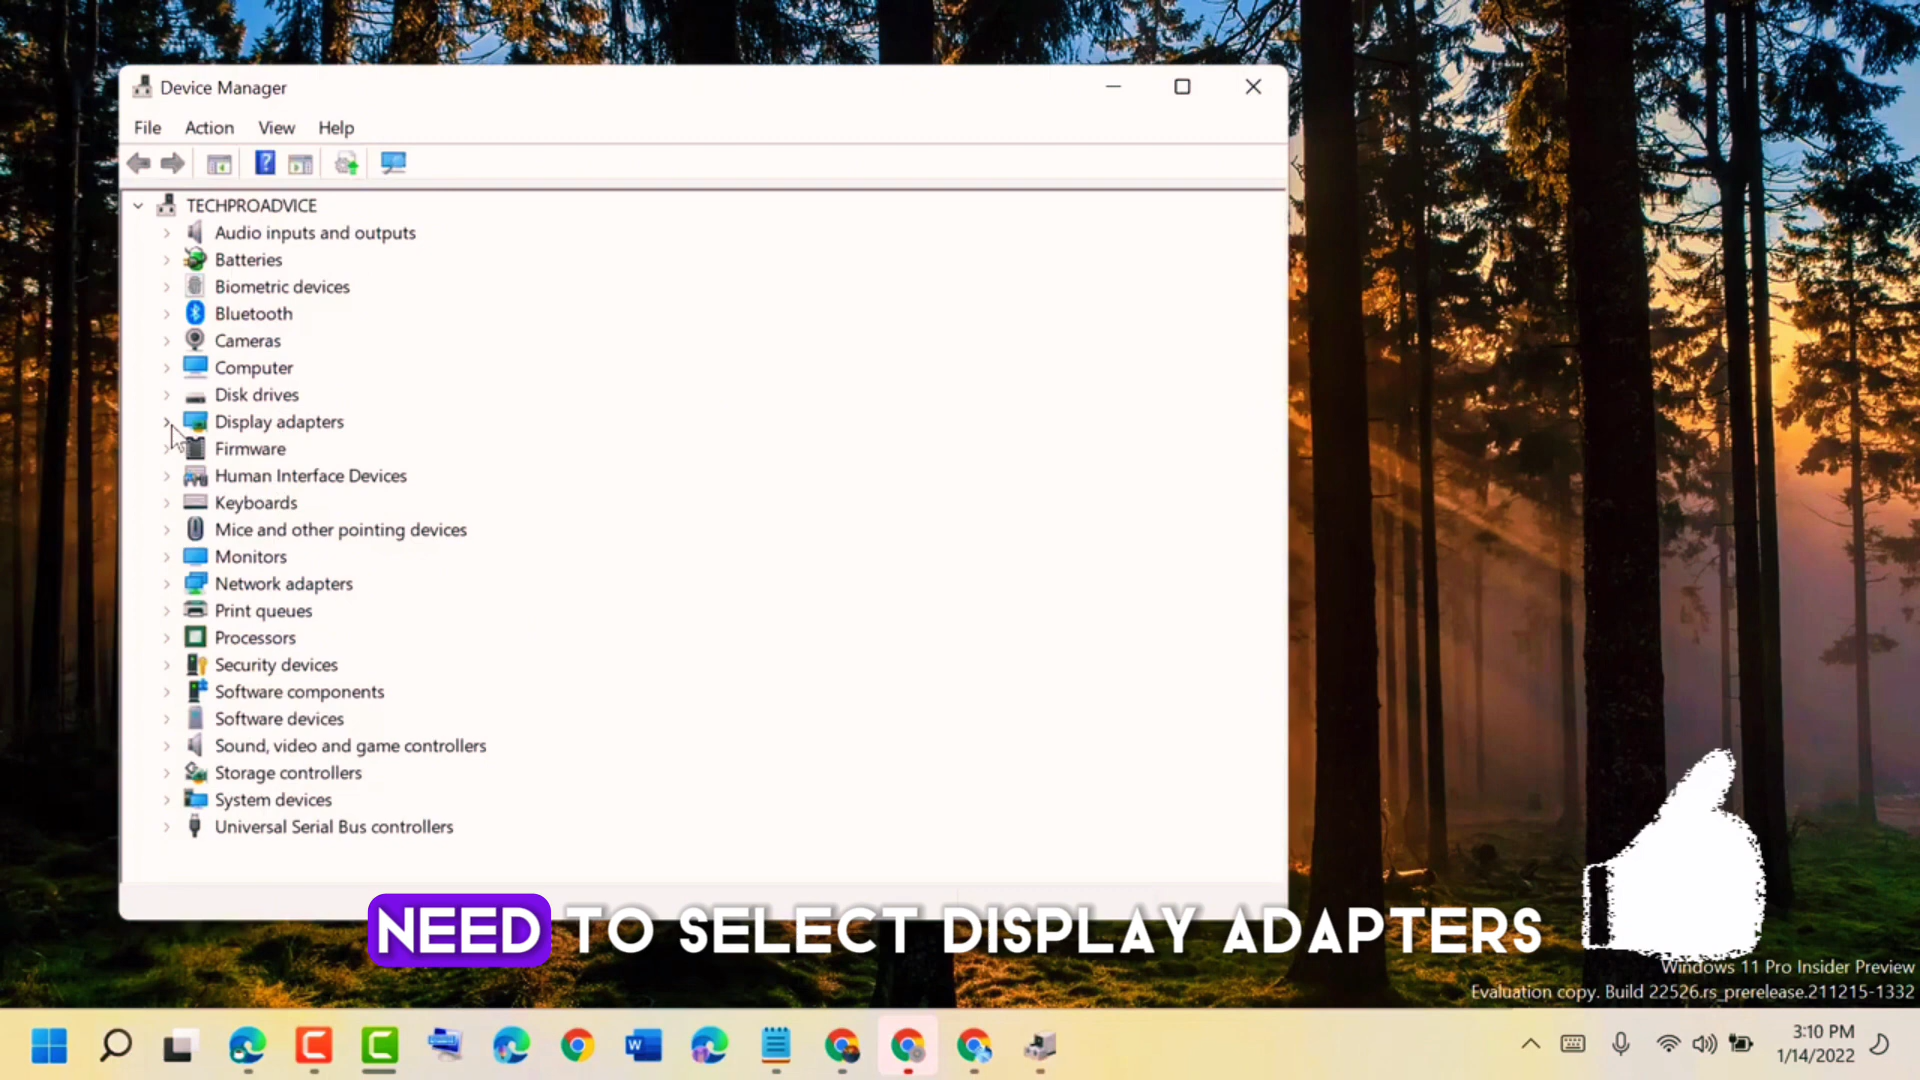 Device Manager
File Action View Help
TECHPROADVICE
Audio inputs and outputs
Batteries
Biometric devices
Bluetooth
Cameras
Computer
Disk drives
Display adapters
Firmware
Human Interface Devices
Keyboards
Mice and other pointing devices
Monitors
Network adapters
Print queues
Processors
Security devices
Software components
Software devices
Sound, video and game controllers
Storage controllers
System devices
Universal Serial Bus controllers
NEED TO SELECT DISPLAY ADAPTERS
Windows 11 Pro Insider Preview
Evaluation copy. Build 22526.rs_prerelease.211215-1332
3:10 PM
1/14/2022